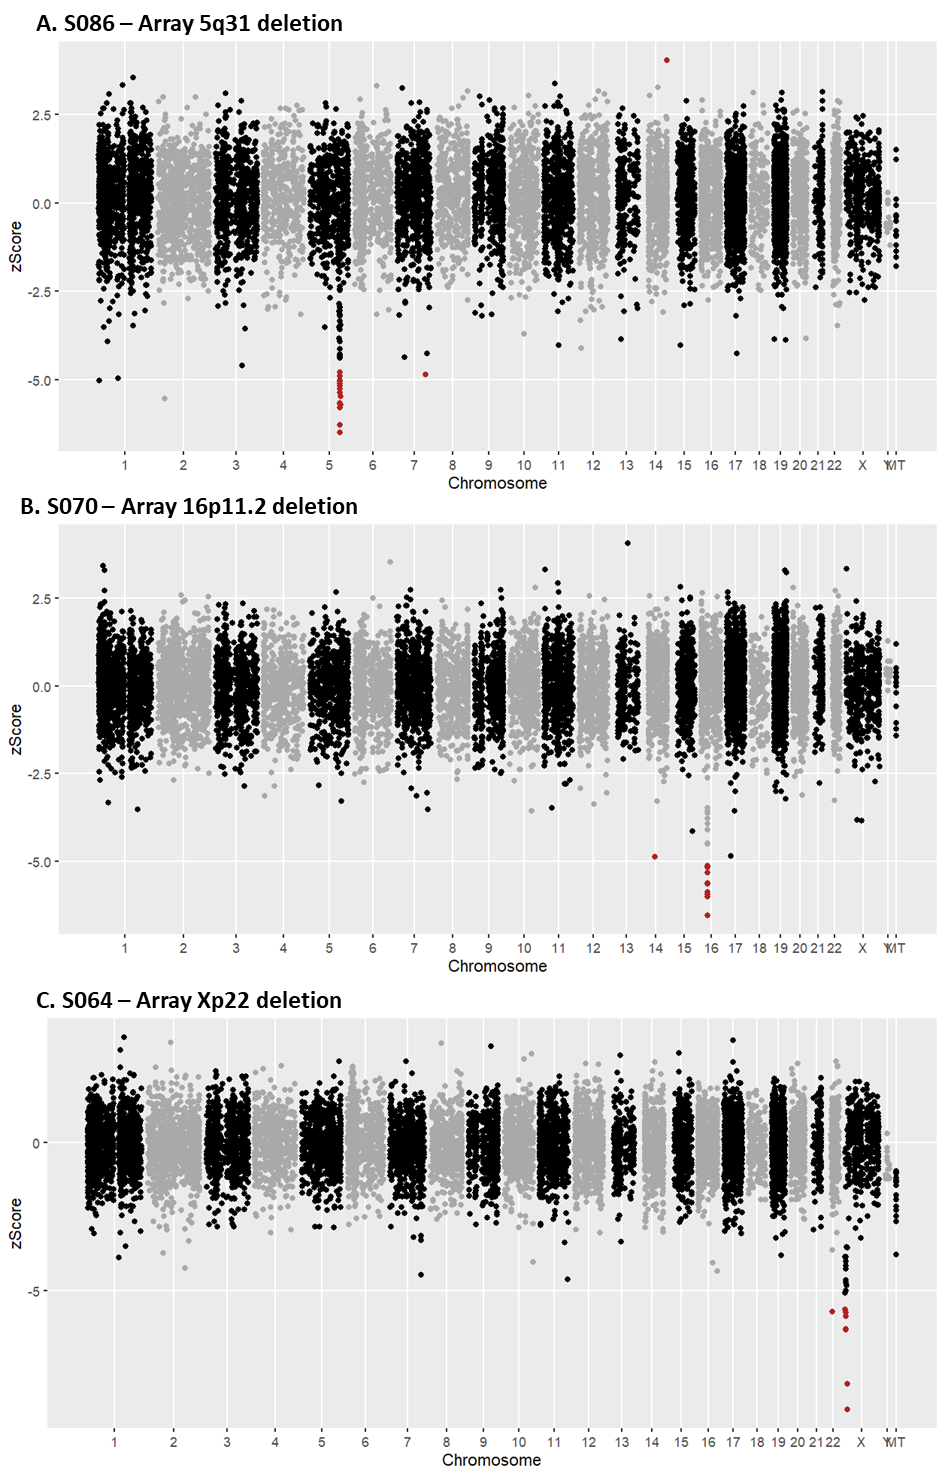 A. S086 – Array 5q31 deletion
zScore
2.5
0.0
-2.5
-5.0
1 2 3 4 5 6 7 8 9 10 11 12 13 14 15 16 17 18 19 20 21 22 X Y MT
Chromosome
B. S070 – Array 16p11.2 deletion
zScore
2.5
0.0
-2.5
-5.0
1 2 3 4 5 6 7 8 9 10 11 12 13 14 15 16 17 18 19 20 21 22 X Y MT
Chromosome
C. S064 – Array Xp22 deletion
zScore
0
-5
1 2 3 4 5 6 7 8 9 10 11 12 13 14 15 16 17 18 19 20 21 22 X Y MT
Chromosome